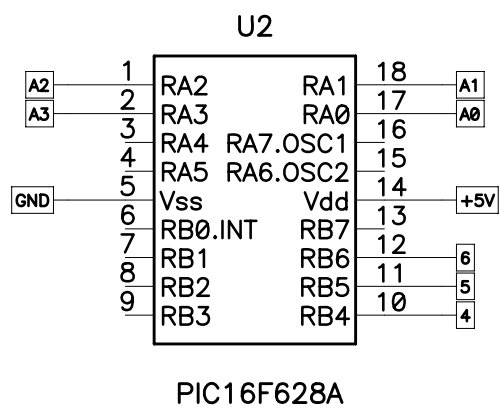 U2
1 18
A2 RA2 RA1 A1
2 17
A3 RA3 RA0 A0
3 16
RA4 RA7.OSC1
4 15
RA5 RA6.OSC2
5 14
GND Vss Vdd +5V
6 13
RB0.INT RB7
7 12
RB1 RB6 6
8 11
RB2 RB5 5
9 10
RB3 RB4 4
PIC16F628A